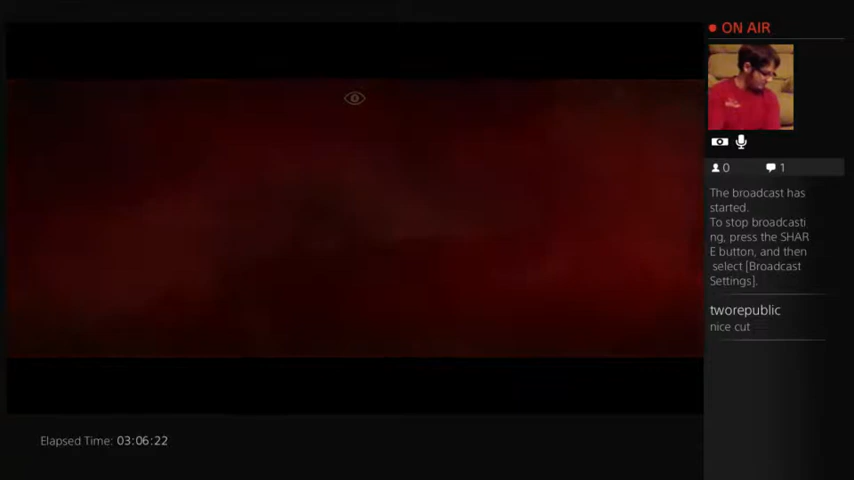 ON AIR
0
1
The broadcast has
started.
To stop broadcasti
ng, press the SHAR
E button, and then
select [Broadcast
Settings].
tworepublic
nice cut
Elapsed Time: 03:06:22